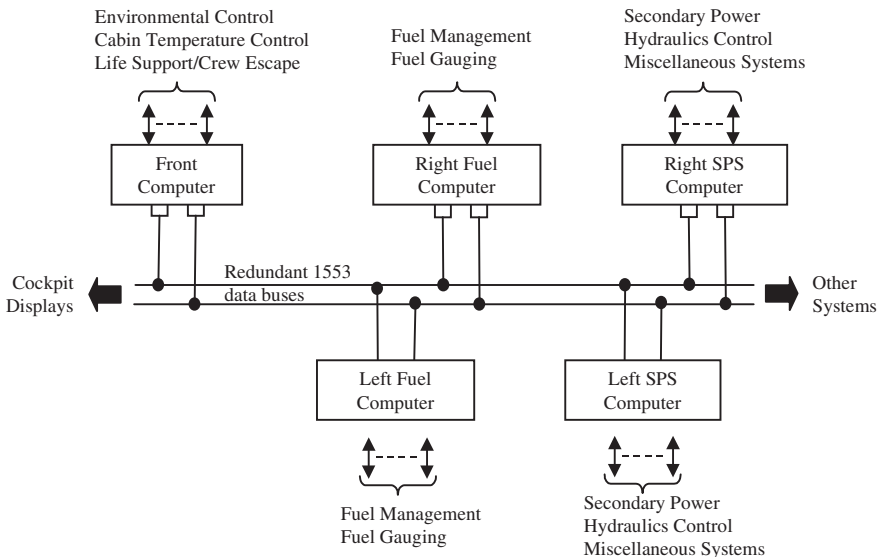 Environmental Control
Cabin Temperature Control
Life Support/Crew Escape
Fuel Management
Fuel Gauging
Secondary Power
Hydraulics Control
Miscellaneous Systems
Front
Computer
Right Fuel
Computer
Right SPS
Computer
Cockpit
Displays
Redundant 1553
data buses
Other
Systems
Left Fuel
Computer
Left SPS
Computer
Fuel Management
Fuel Gauging
Secondary Power
Hydraulics Control
Miscellaneous Systems